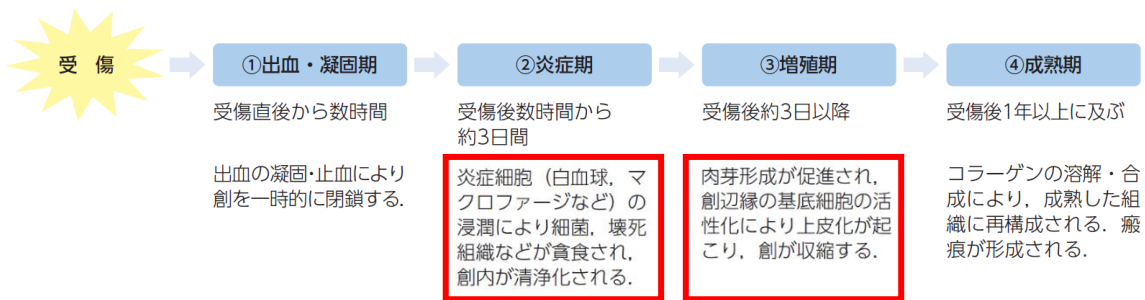 受 傷
①出血・凝固期
②炎症期
③増殖期
④成熟期
受傷直後から数時間
出血の凝固・止血により
創を一時的に閉鎖する.
受傷後数時間から
約3日間
炎症細胞（白血球，マ
クロファージなど）の
浸潤により細菌，壊死
組織などが貪食され，
創内が清浄化される.
受傷後約3日以降
肉芽形成が促進され，
創辺縁の基底細胞の活
性化により上皮化が起
こり，創が収縮する.
受傷後1年以上に及ぶ
コラーゲンの溶解・合
成により，成熟した組
織に再構成される．瘢
痕が形成される.